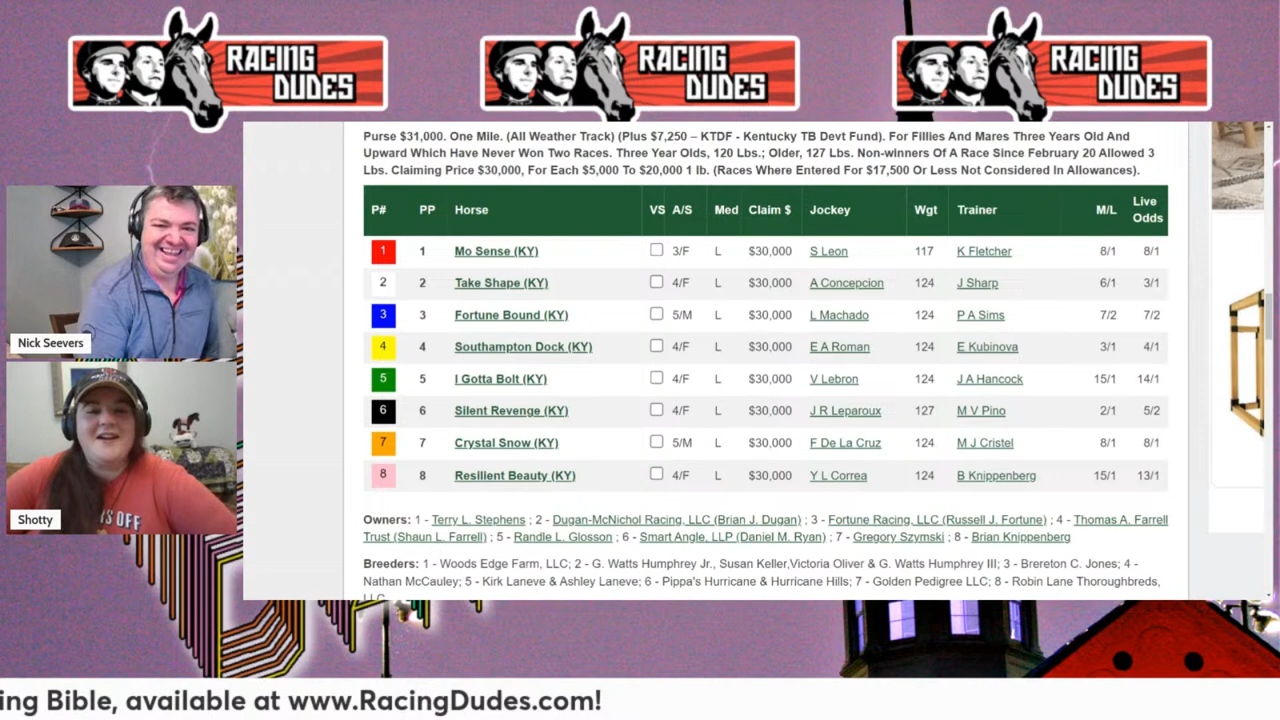 RACING
DUDES
RACING
DUDES
RACING
DUDES
Purse $31,000. One Mile. (All Weather Track) (Plus $7,250 – KTDF - Kentucky TB Devt Fund). For Fillies And Mares Three Years Old And
Upward Which Have Never Won Two Races. Three Year Olds, 120 Lbs.; Older, 127 Lbs. Non-winners Of A Race Since February 20 Allowed 3
Lbs. Claiming Price $30,000, For Each $5,000 To $20,000 1 lb. (Races Where Entered For $17,500 Or Less Not Considered In Allowances).
P# PP Horse VS A/S Med Claim $ Jockey Wgt Trainer M/L Live Odds
1 1 Mo Sense (KY) 3/F L $30,000 S Leon 117 K Fletcher 8/1 8/1
2 2 Take Shape (KY) 4/F L $30,000 A Concepcion 124 J Sharp 6/1 3/1
3 3 Fortune Bound (KY) 5/M L $30,000 L Machado 124 P A Sims 7/2 7/2
4 4 Southampton Dock (KY) 4/F L $30,000 E A Roman 124 E Kubinova 3/1 4/1
5 5 I Gotta Bolt (KY) 4/F L $30,000 V Lebron 124 J A Hancock 15/1 14/1
6 6 Silent Revenge (KY) 4/F L $30,000 J R Leparoux 127 M V Pino 2/1 5/2
7 7 Crystal Snow (KY) 5/M L $30,000 F De La Cruz 124 M J Cristel 8/1 8/1
8 8 Resilient Beauty (KY) 4/F L $30,000 Y L Correa 124 B Knippenberg 15/1 13/1
Owners: 1 - Terry L. Stephens ; 2 - Dugan-McNichol Racing, LLC (Brian J. Dugan) ; 3 - Fortune Racing, LLC (Russell J. Fortune) ; 4 - Thomas A. Farrell
Trust (Shaun L. Farrell) ; 5 - Randle L. Glosson ; 6 - Smart Angle, LLP (Daniel M. Ryan) ; 7 - Gregory Szymski ; 8 - Brian Knippenberg
Breeders: 1 - Woods Edge Farm, LLC; 2 - G. Watts Humphrey Jr., Susan Keller,Victoria Oliver & G. Watts Humphrey III; 3 - Brereton C. Jones; 4 -
Nathan McCauley; 5 - Kirk Laneve & Ashley Laneve; 6 - Pippa's Hurricane & Hurricane Hills; 7 - Golden Pedigree LLC; 8 - Robin Lane Thoroughbreds,
LLC
Nick Seevers
Shotty
'S OFF
ing Bible, available at www.RacingDudes.com!